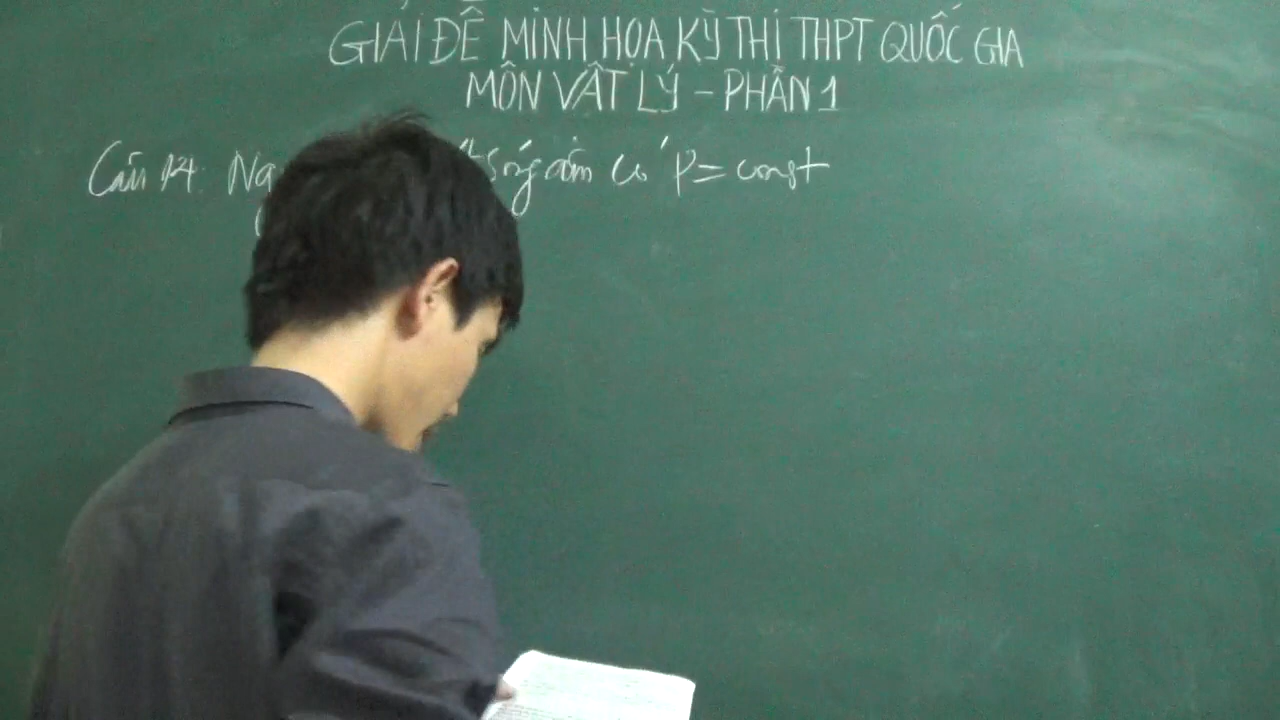 GIẢI ĐỀ MINH HỌA KỲ THI THPT QUỐC GIA
MÔN VẬT LÝ - PHẦN 1
Câu 14. sóng âm có P = const